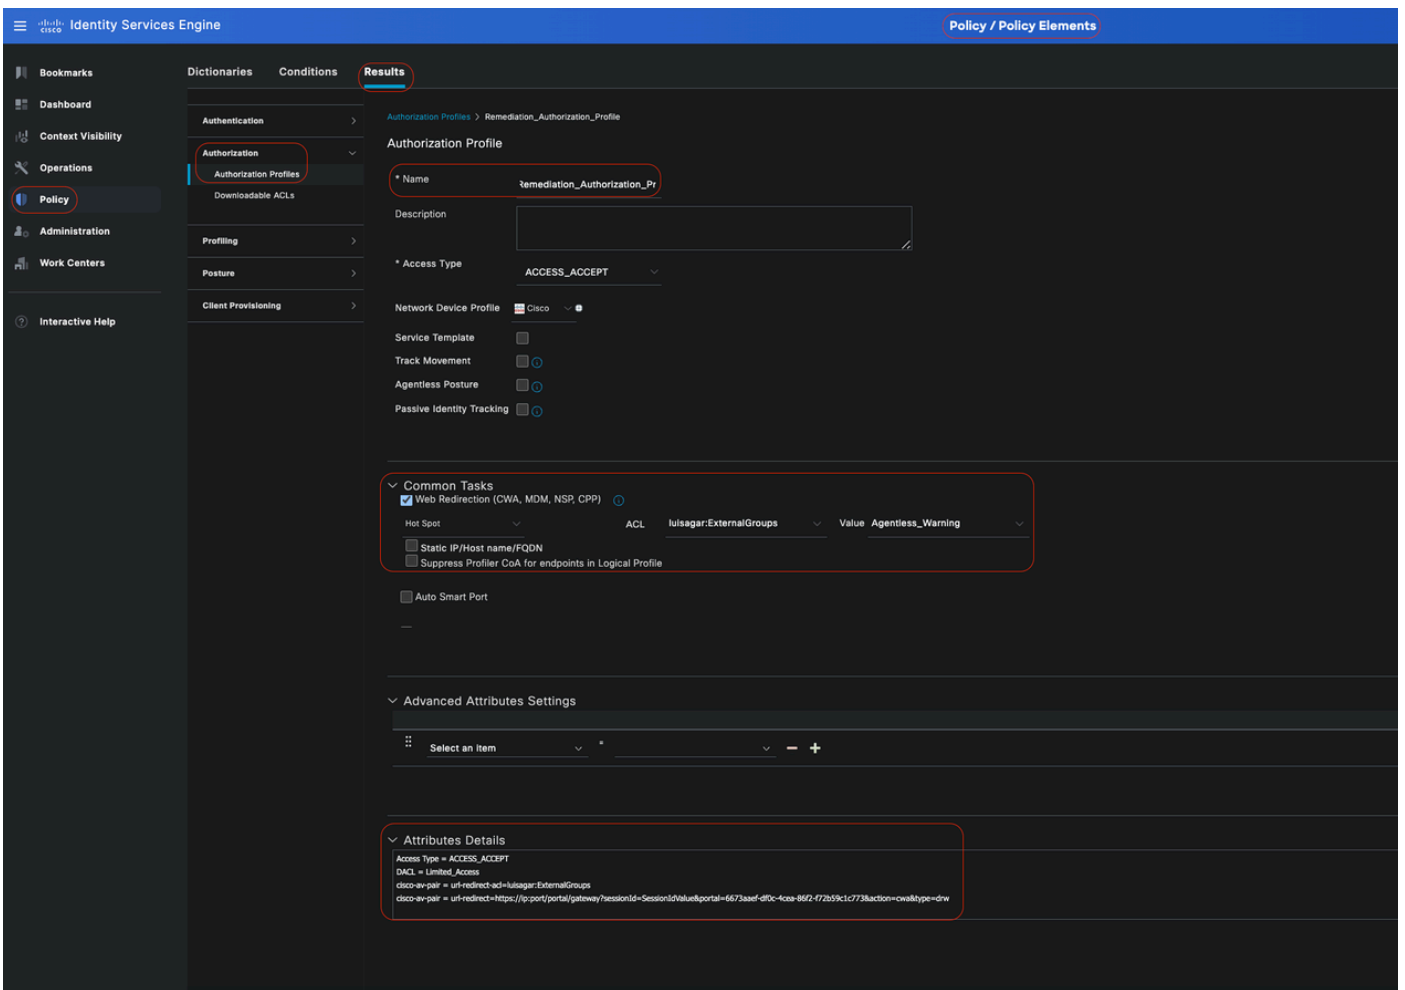 cisco Identity Services Engine
Policy / Policy Elements
Bookmarks
Dashboard
Context Visibility
Operations
Policy
Administration
Work Centers
Interactive Help
Dictionaries Conditions Results
Authentication
Authorization
Authorization Profiles
Downloadable ACLs
Profiling
Posture
Client Provisioning
Authorization Profiles > Remediation_Authorization_Profile
Authorization Profile
* Name Remediation_Authorization_Pr
Description
* Access Type ACCESS_ACCEPT
Network Device Profile Cisco
Service Template
Track Movement
Agentless Posture
Passive Identity Tracking
Common Tasks
Web Redirection (CWA, MDM, NSP, CPP)
Hot Spot ACL luisagar:ExternalGroups Value Agentless_Warning
Static IP/Host name/FQDN
Suppress Profiler CoA for endpoints in Logical Profile
Auto Smart Port
Advanced Attributes Settings
Select an item =
Attributes Details
Access Type = ACCESS_ACCEPT
DACL = Limited_Access
cisco-av-pair = url-redirect-acl=luisagar:ExternalGroups
cisco-av-pair = url-redirect=https://ip:port/portal/gateway?sessionId=SessionIdValue&portal=6673aaef-df0c-4cea-86f2-f72b59c1c773&action=cwa&type=drw